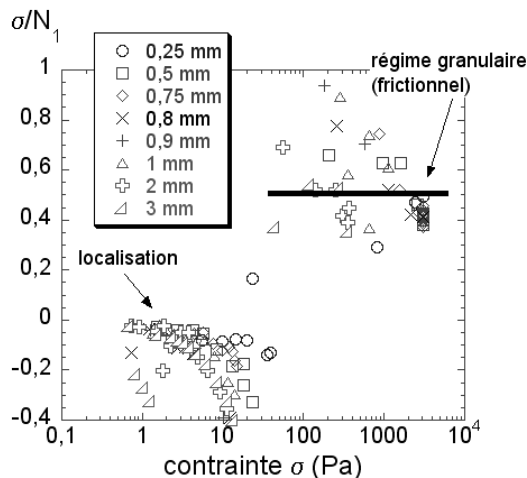 σ/N₁
0,25 mm
0,5 mm
0,75 mm
0,8 mm
0,9 mm
1 mm
2 mm
3 mm
régime granulaire
(frictionnel)
localisation
1
0,8
0,6
0,4
0,2
0
-0,2
-0,4
0,1
1
10
100
1000
10⁴
contrainte σ (Pa)